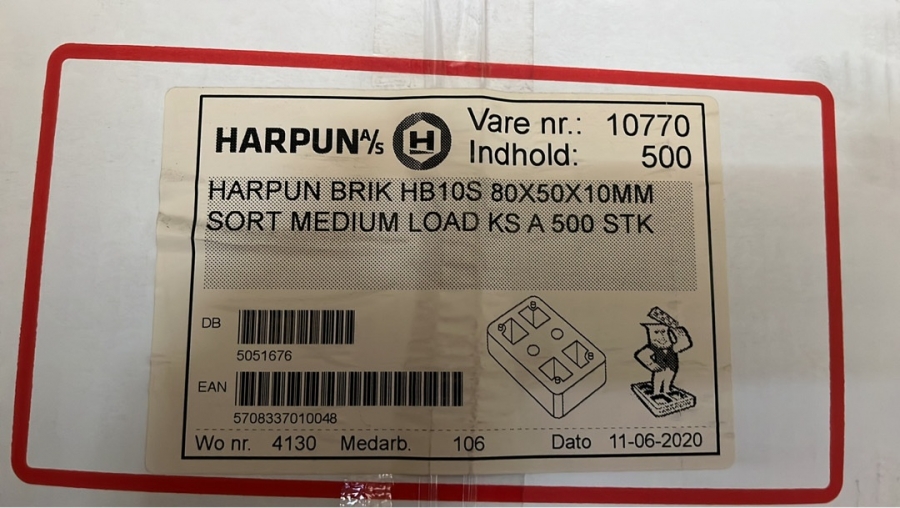 HARPUN A/S H
Vare nr.: 10770
Indhold: 500
HARPUN BRIK HB10S 80X50X10MM
SORT MEDIUM LOAD KS A 500 STK
DB
5051676
EAN
5708337010048
Wo nr. 4130 Medarb. 106 Dato 11-06-2020